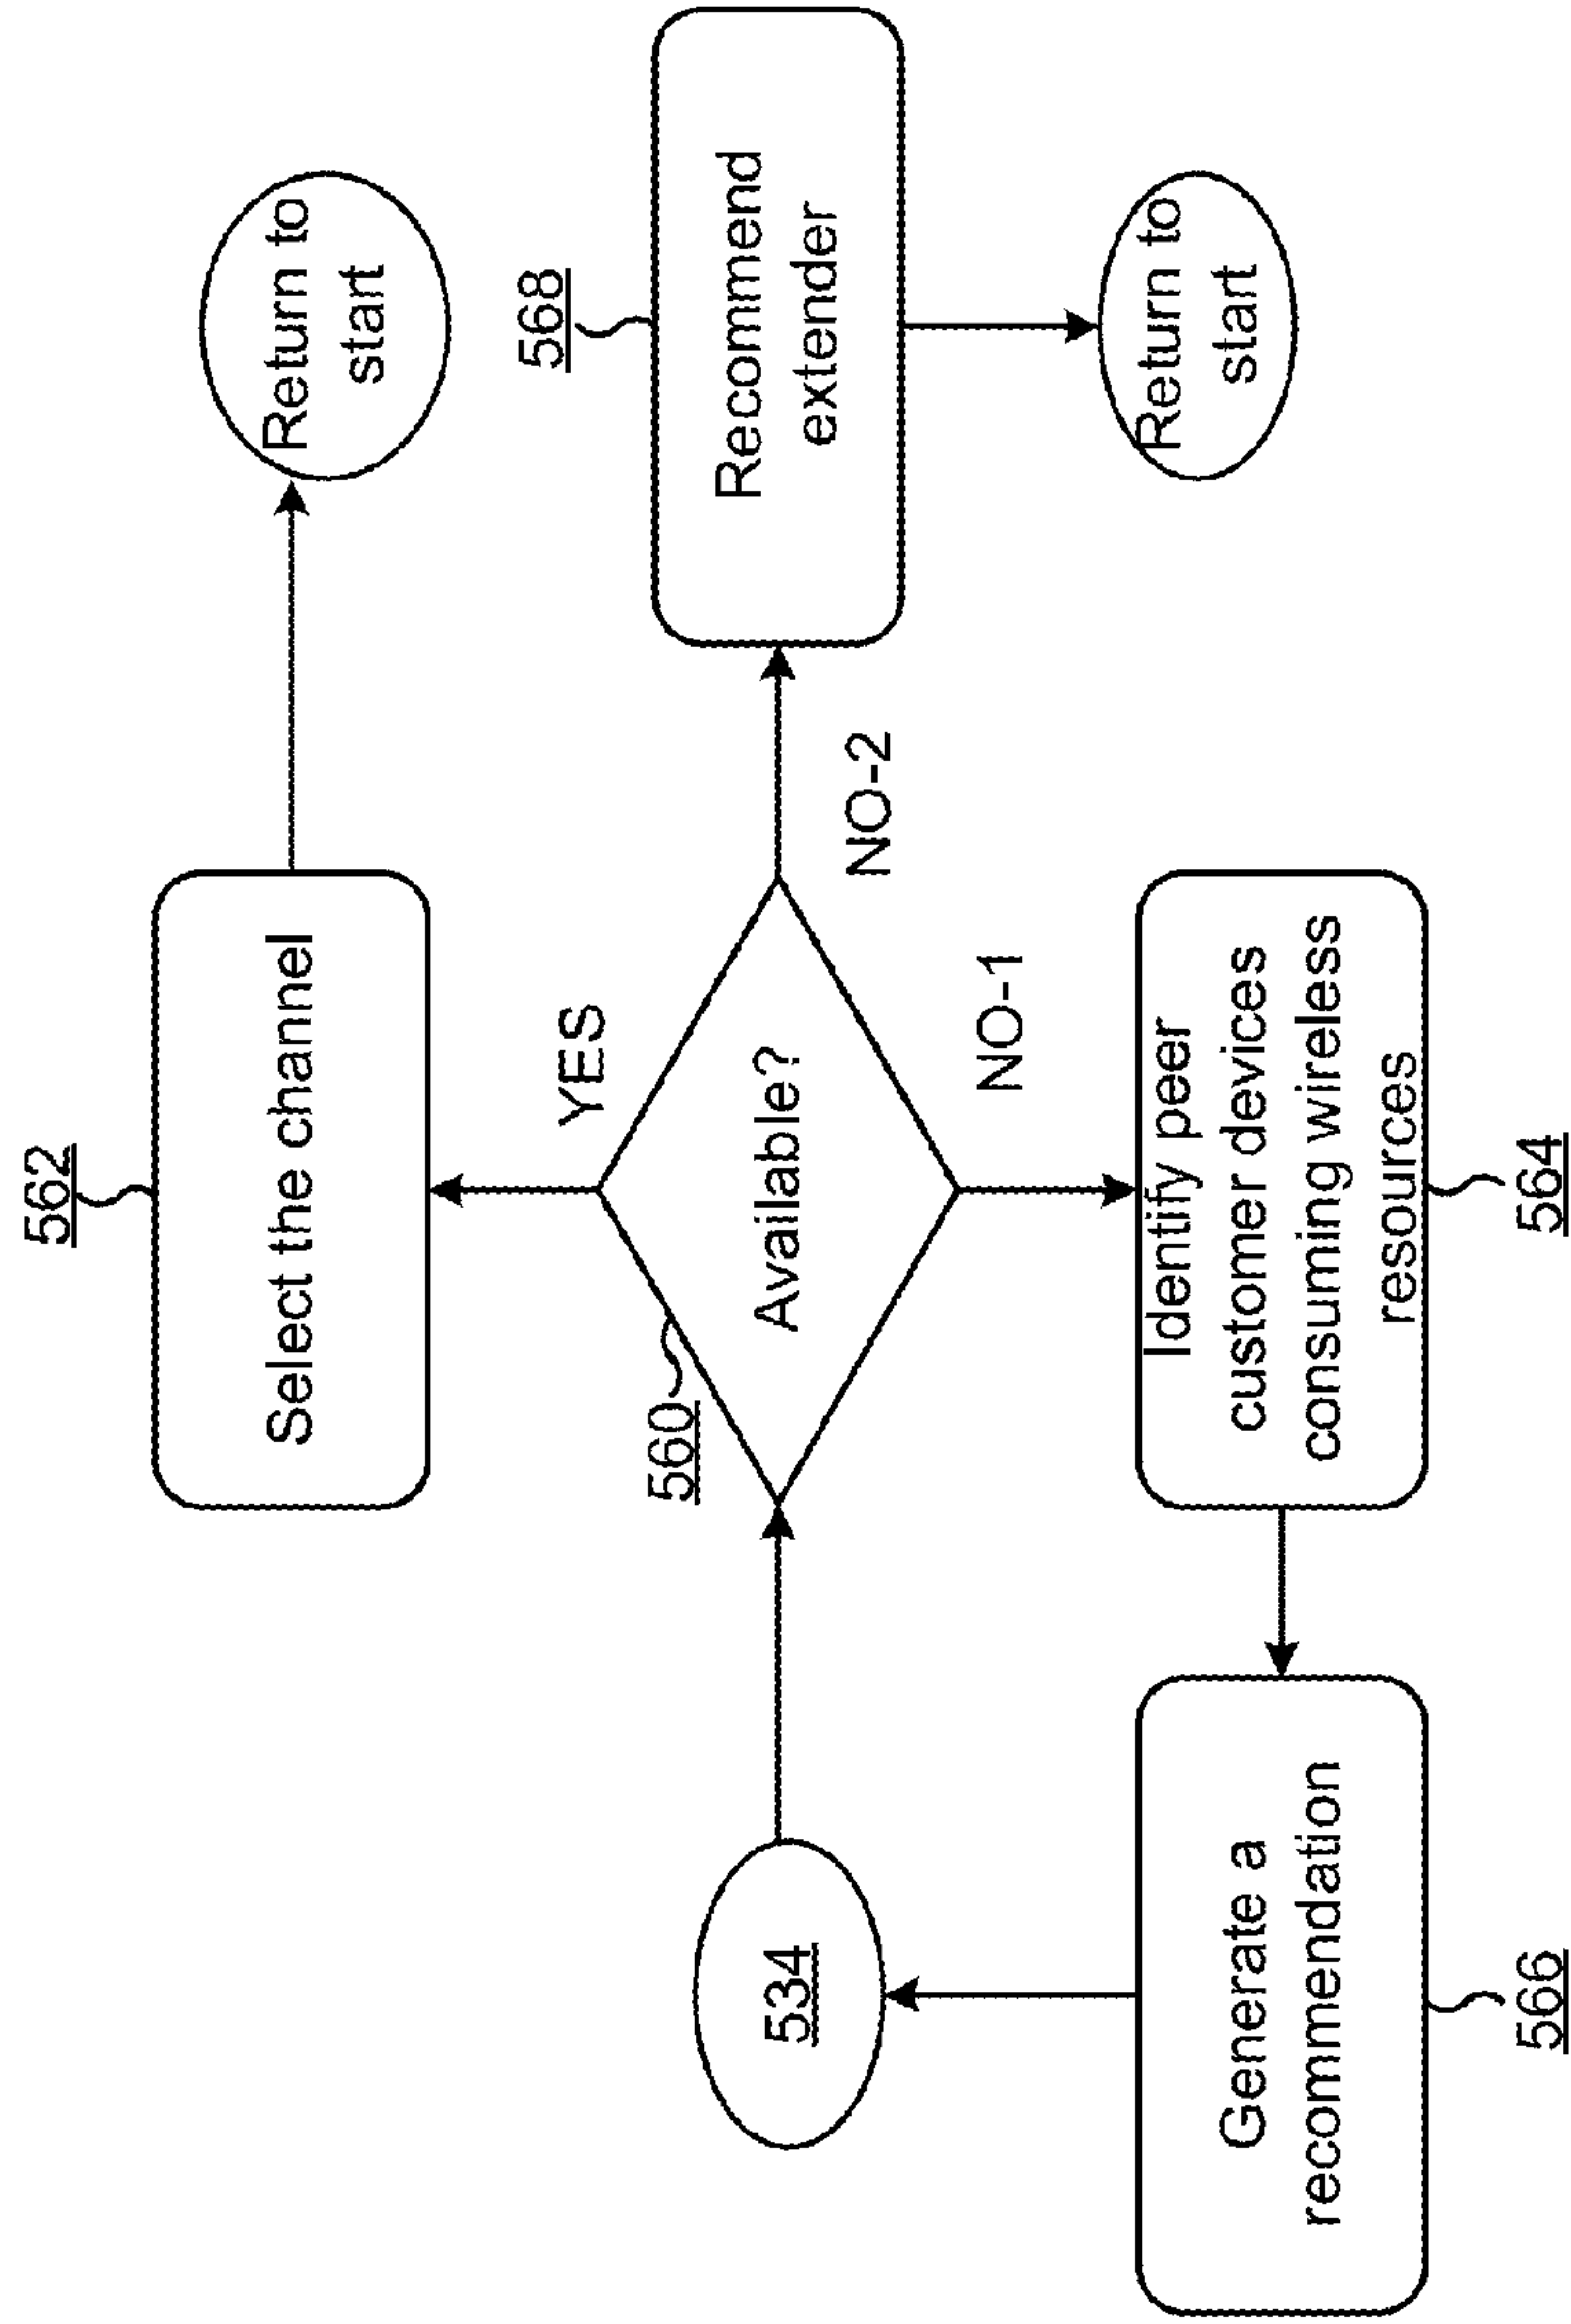 562
Select the channel
Return to
start
YES
568
560
534
Available?
NO-2
Recommend
extender
NO-1
Generate a
recommendation
566
Identify peer
customer devices
consuming wireless
resources
564
Return to
start